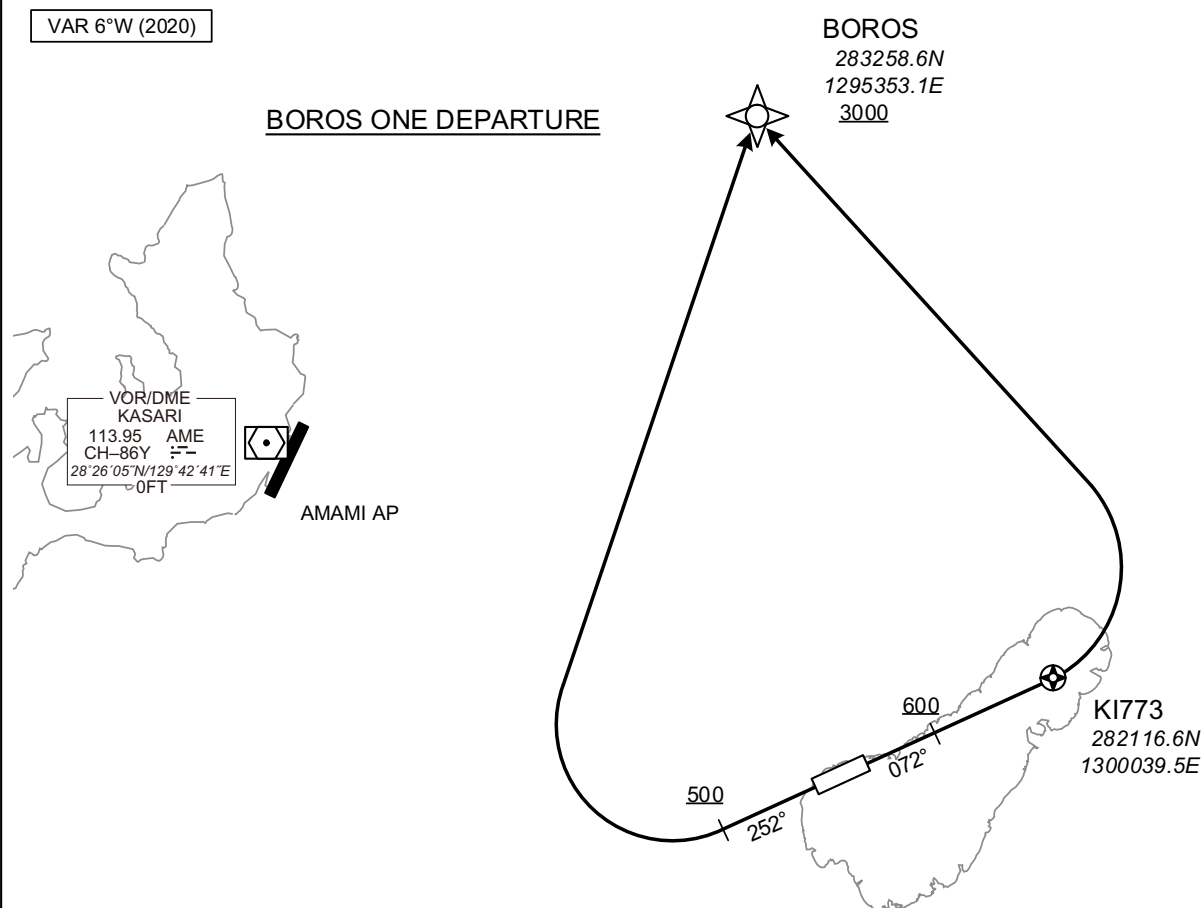 VAR 6°W (2020)
BOROS
283258.6N
1295353.1E
3000
BOROS ONE DEPARTURE
VOR/DME
KASARI
113.95 AME
CH–86Y
28°26′05″N/129°42′41″E
0FT
AMAMI AP
600
072°
KI773
282116.6N
1300039.5E
500
252°